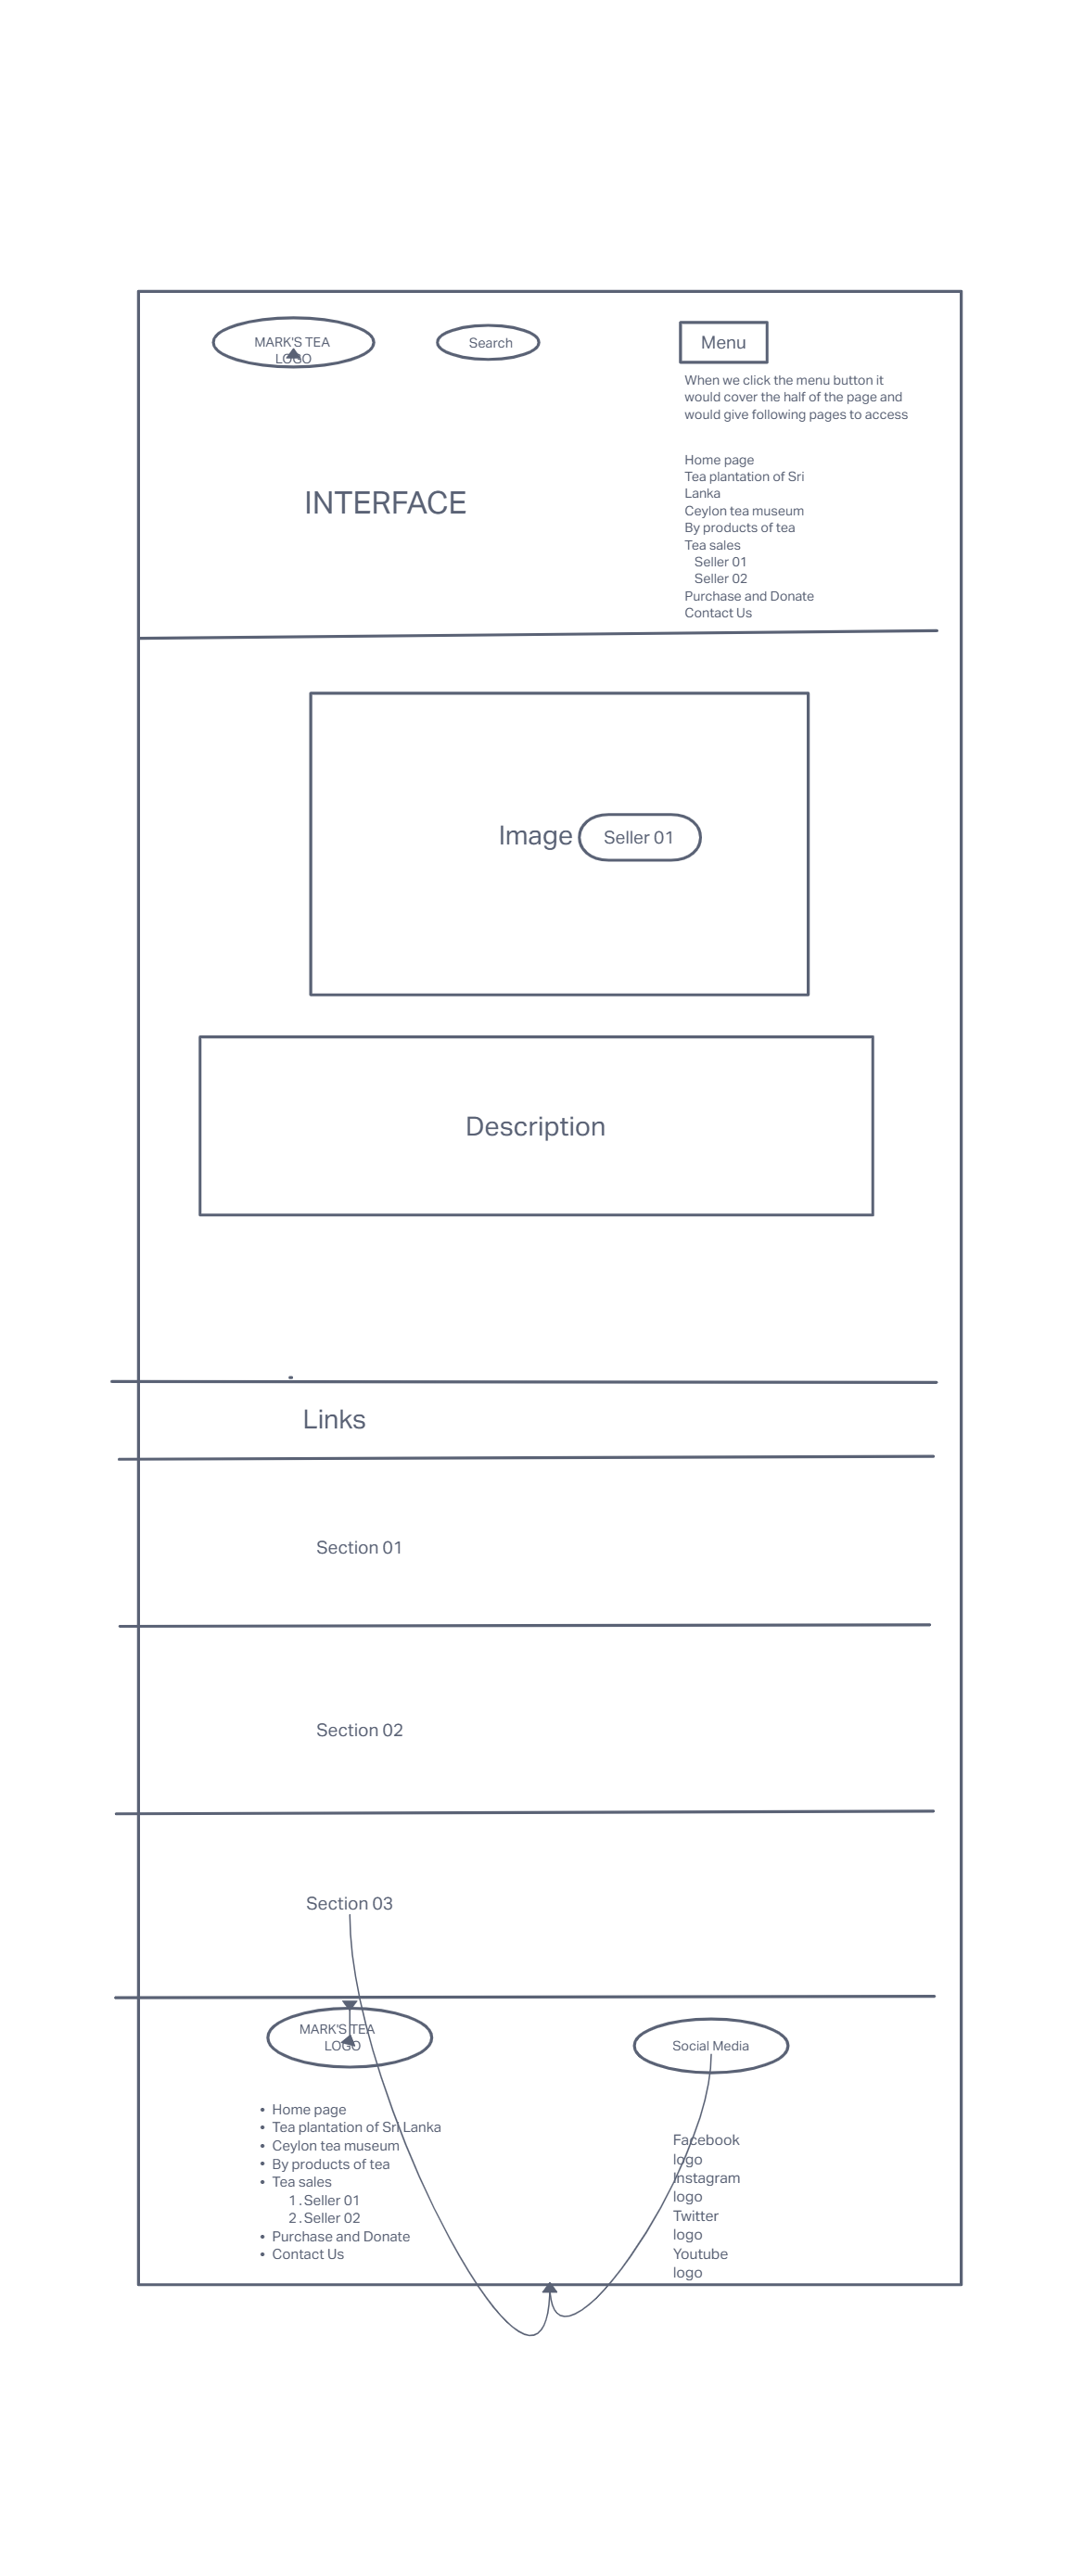 MARK'S TEA
LOGO
Search
Menu
When we click the menu button it
would cover the half of the page and
would give following pages to access
Home page
Tea plantation of Sri
Lanka
Ceylon tea museum
By products of tea
Tea sales
Seller 01
Seller 02
Purchase and Donate
Contact Us
INTERFACE
Image
Seller 01
Description
Links
Section 01
Section 02
Section 03
MARK'S TEA
LOGO
• Home page
• Tea plantation of Sri Lanka
• Ceylon tea museum
• By products of tea
• Tea sales
1. Seller 01
2. Seller 02
• Purchase and Donate
• Contact Us
Social Media
Facebook
logo
Instagram
logo
Twitter
logo
Youtube
logo